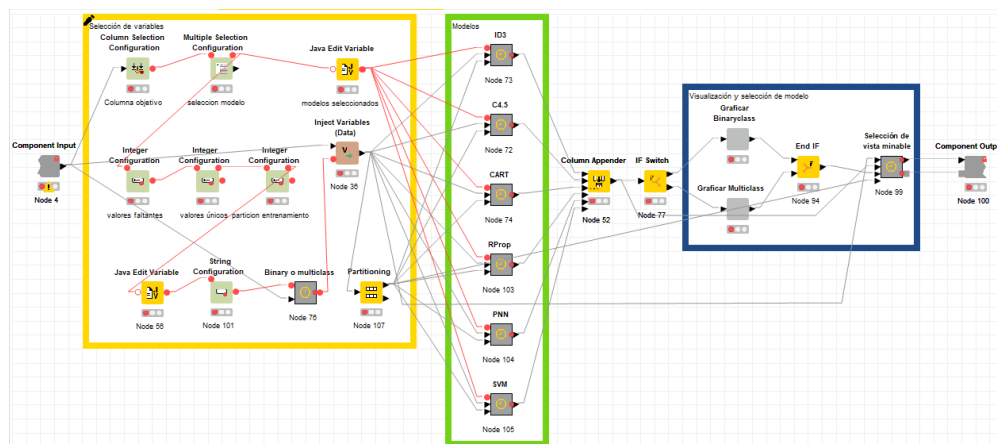 Selección de variables
Column Selection
Configuration
Columna objetivo
Multiple Selection
Configuration
seleccion modelo
Java Edit Variable
modelos seleccionados
Component Input
Node 4
Integer
Configuration
valores faltantes
Integer
Configuration
valores únicos
Integer
Configuration
particion entrenamiento
Inject Variables
(Data)
Node 36
Java Edit Variable
Node 56
String
Configuration
Node 101
Binary o multiclass
Node 76
Partitioning
Node 107
Modelos
ID3
Node 73
C4.5
Node 72
CART
Node 74
RProp
Node 103
PNN
Node 104
SVM
Node 105
Column Appender
Node 52
IF Switch
Node 77
Visualización y selección de modelo
Graficar
Binaryclass
Graficar Multiclass
End IF
Node 94
Selección de
vista minable
Node 99
Component Outp
Node 100